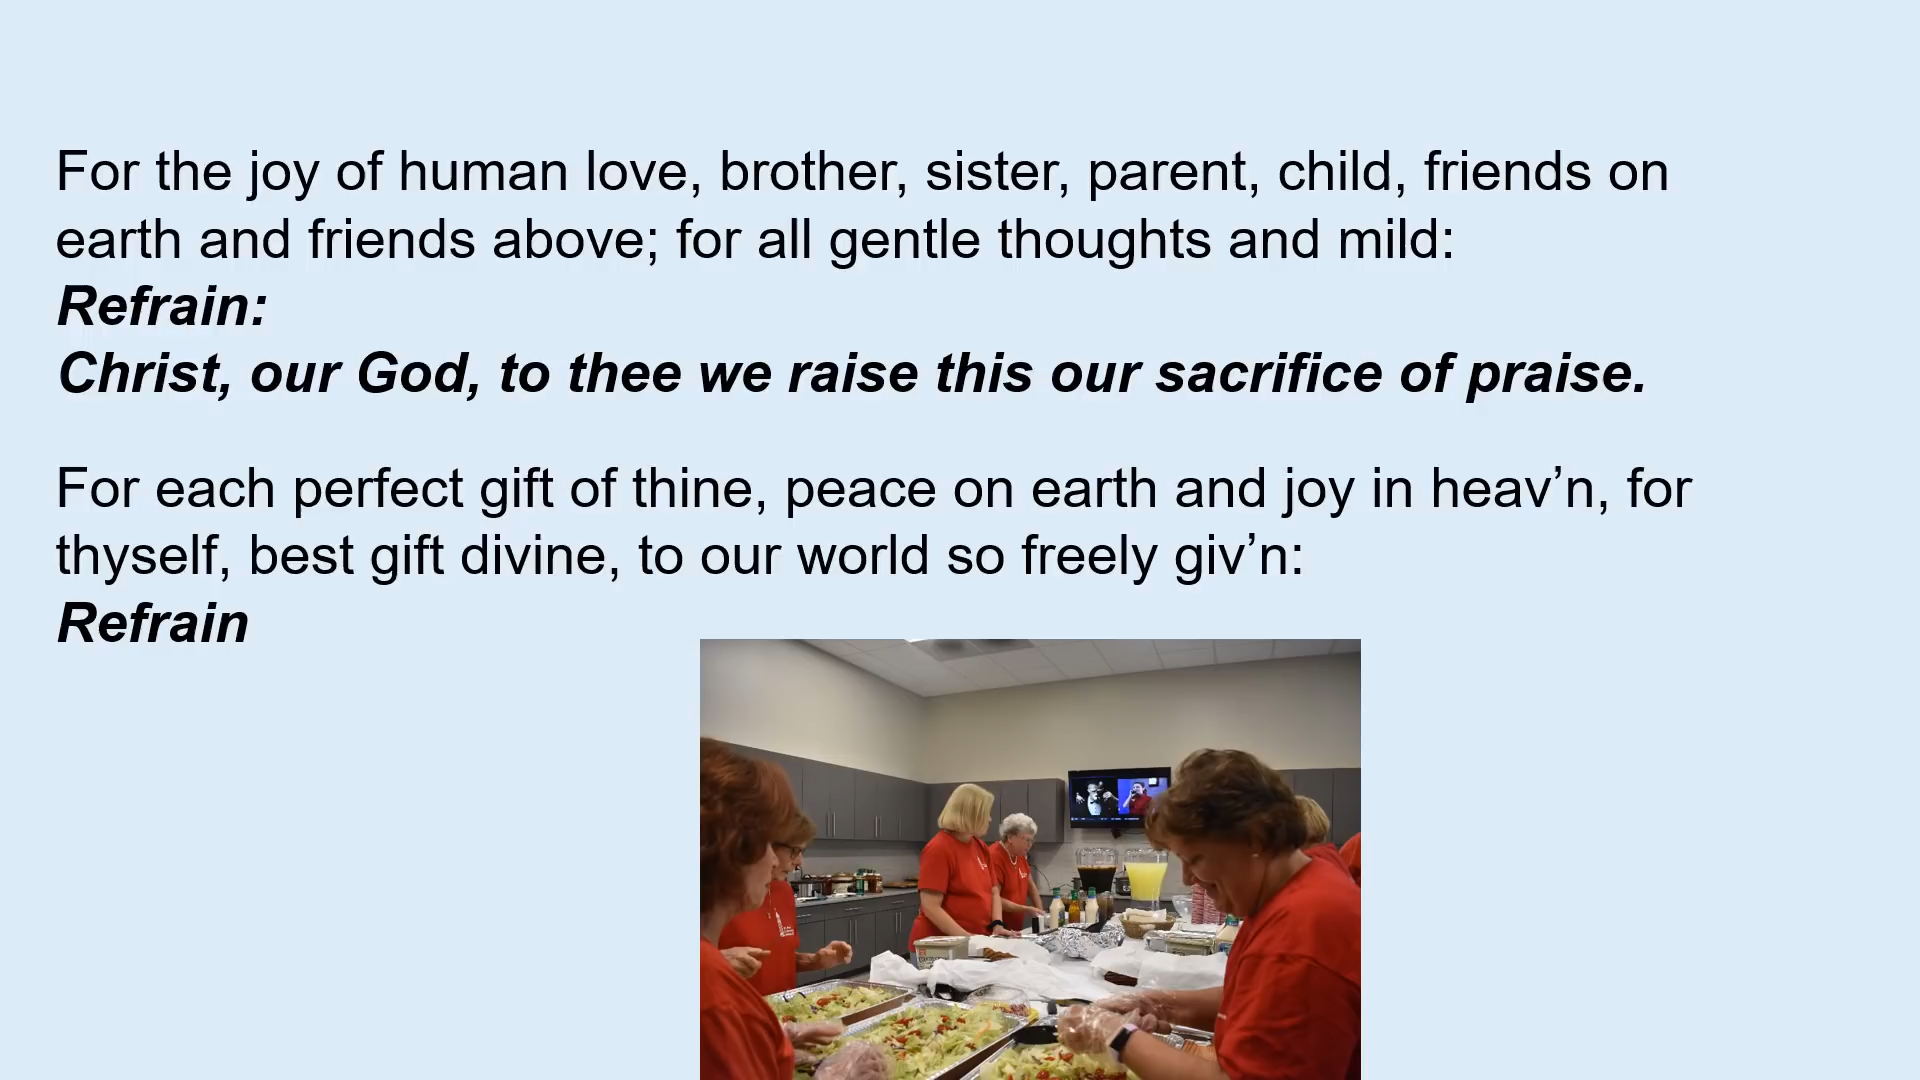 For the joy of human love, brother, sister, parent, child, friends on
earth and friends above; for all gentle thoughts and mild:
Refrain:
Christ, our God, to thee we raise this our sacrifice of praise.
For each perfect gift of thine, peace on earth and joy in heav’n, for
thyself, best gift divine, to our world so freely giv’n:
Refrain